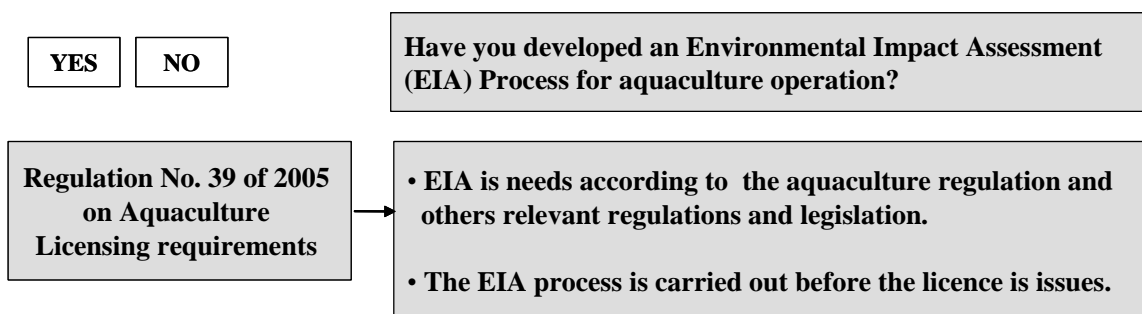 YES NO
Have you developed an Environmental Impact Assessment
(EIA) Process for aquaculture operation?
Regulation No. 39 of 2005
on Aquaculture
Licensing requirements
• EIA is needs according to the aquaculture regulation and
others relevant regulations and legislation.
• The EIA process is carried out before the licence is issues.